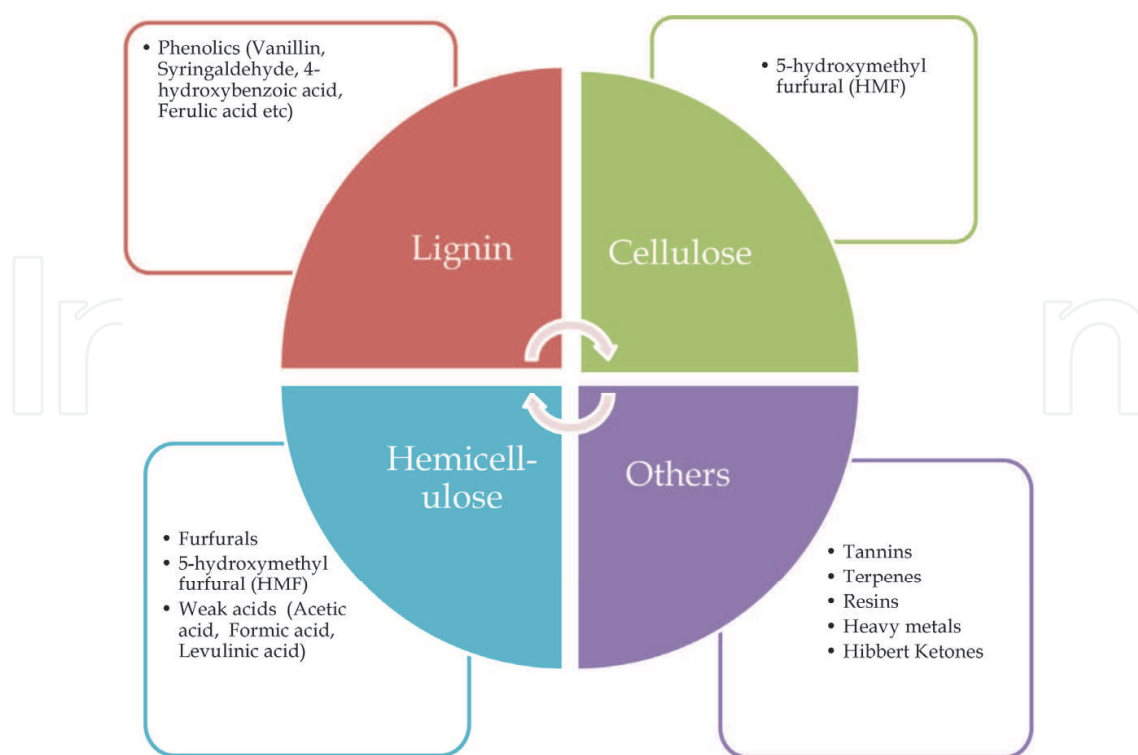 • Phenolics (Vanillin,
Syringaldehyde, 4-
hydroxybenzoic acid,
Ferulic acid etc)
• 5-hydroxymethyl
furfural (HMF)
Lignin
Cellulose
Hemicell-
ulose
Others
• Furfurals
• 5-hydroxymethyl
furfural (HMF)
• Weak acids (Acetic
acid, Formic acid,
Levulinic acid)
• Tannins
• Terpenes
• Resins
• Heavy metals
• Hibbert Ketones